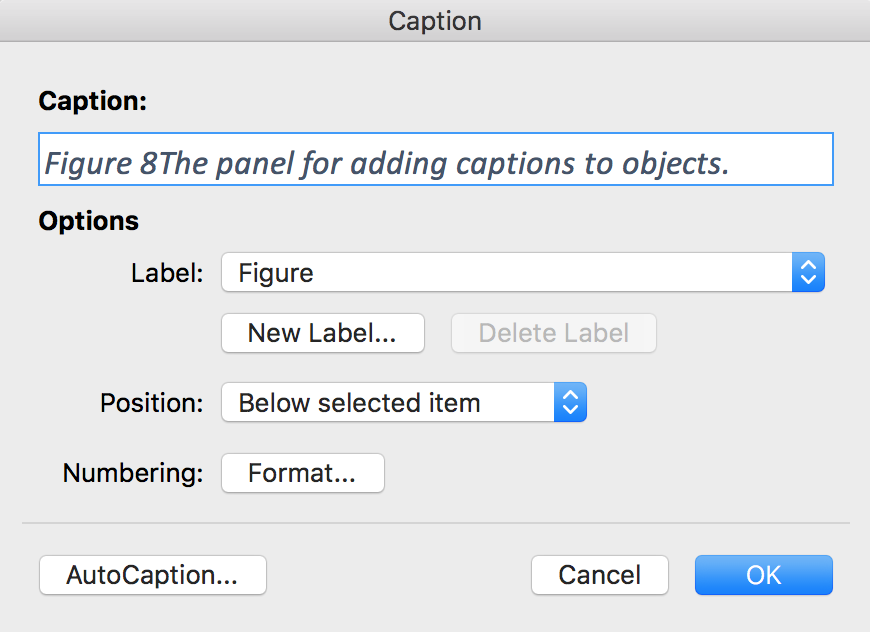 Caption
Caption:
Figure 8The panel for adding captions to objects.
Options
Label: Figure
New Label... Delete Label
Position: Below selected item
Numbering: Format...
AutoCaption... Cancel OK